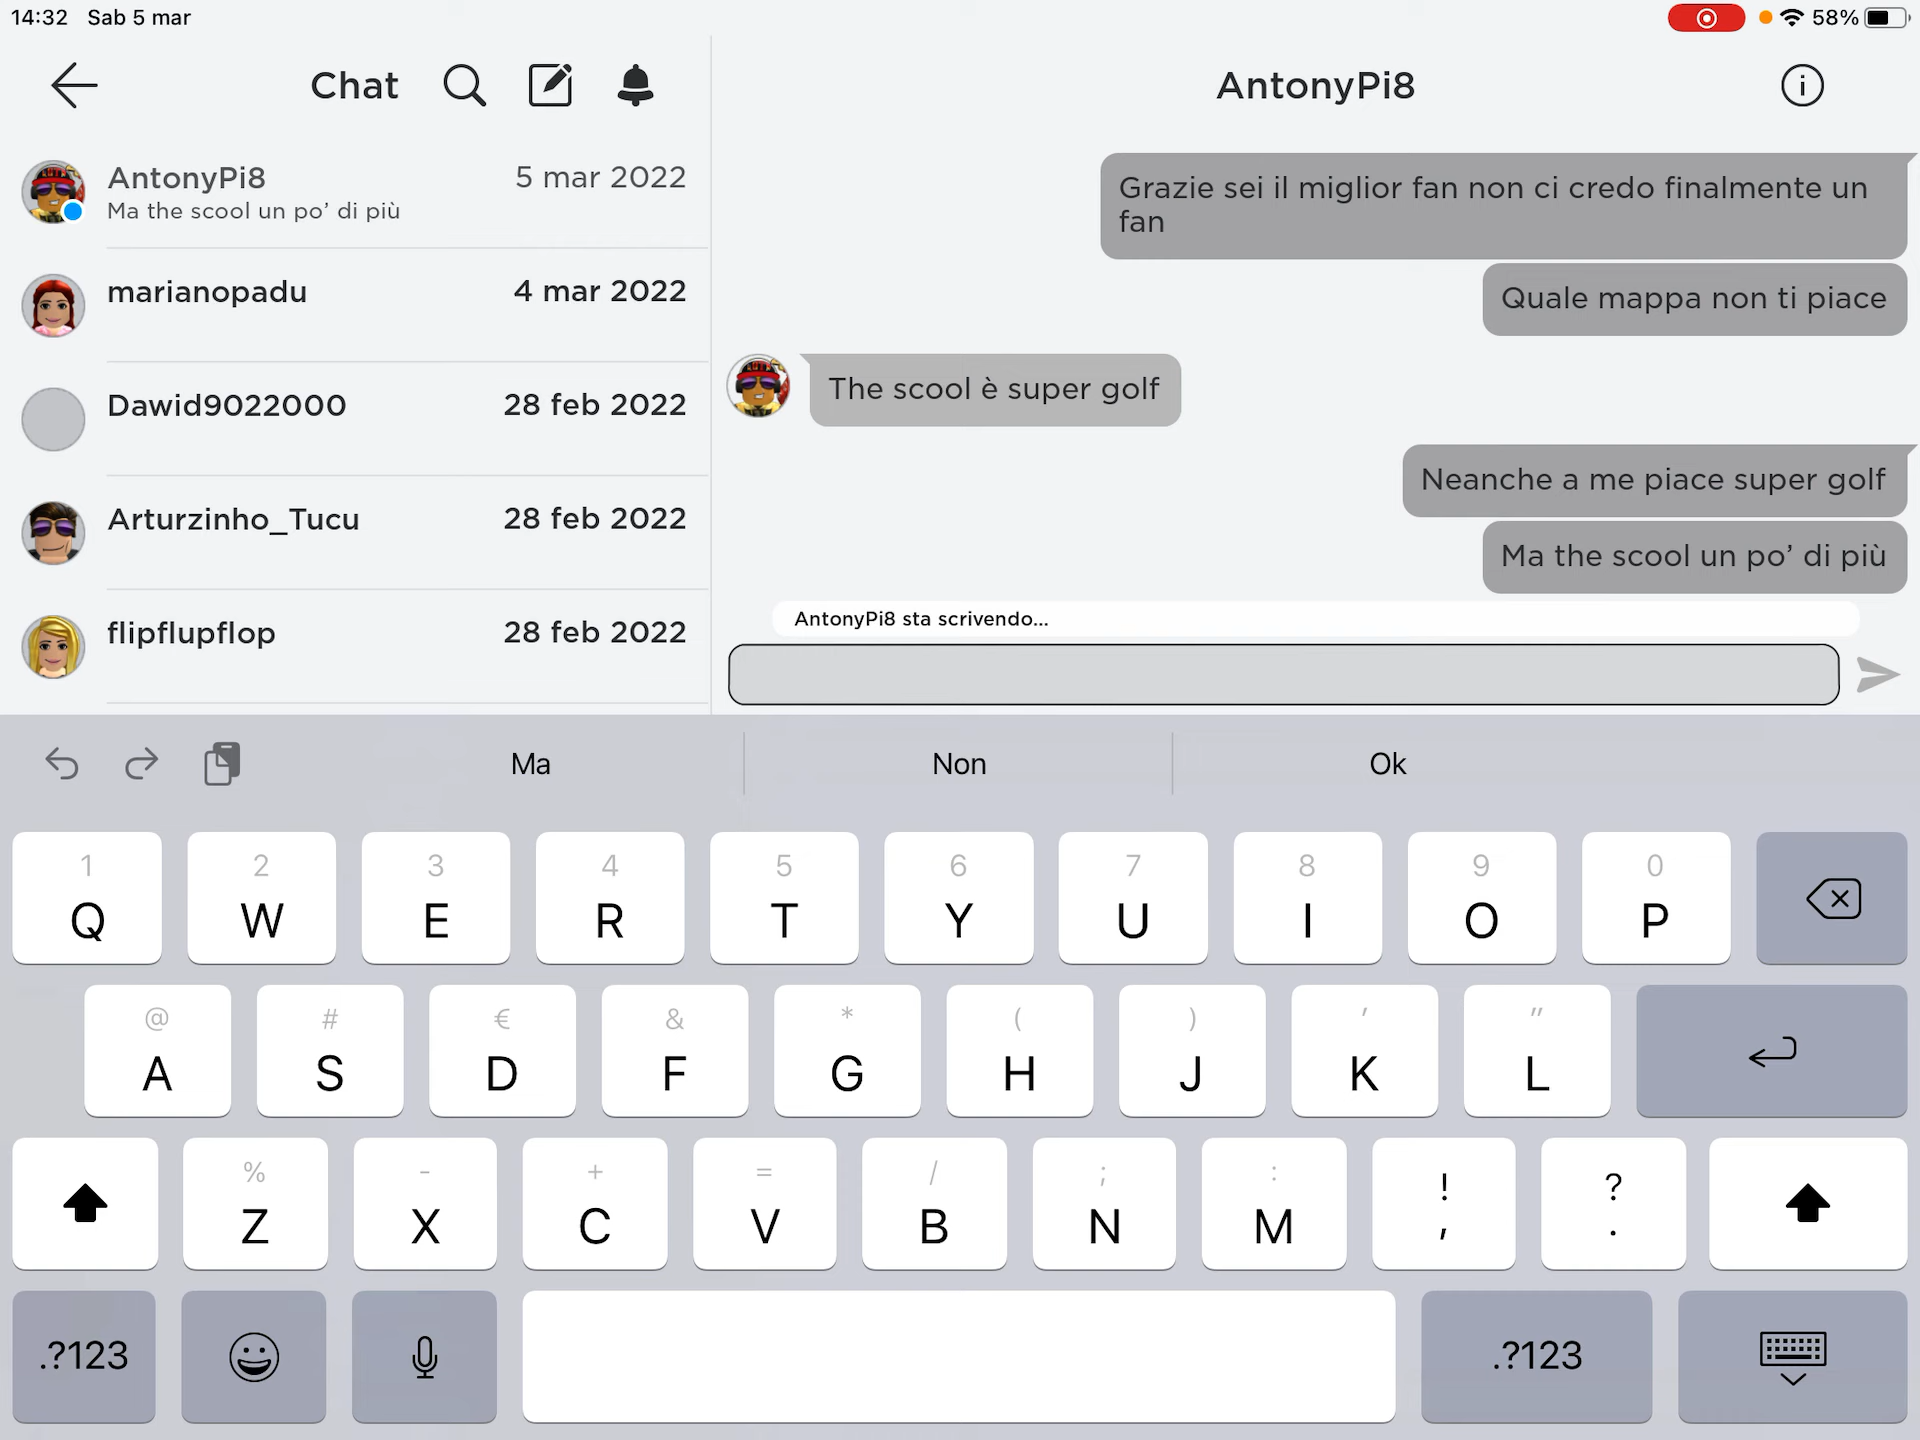 14:32 Sab 5 mar
58%
Chat
AntonyPi8
AntonyPi8 5 mar 2022
Ma the scool un po’ di più
marianopadu 4 mar 2022
Dawid9022000 28 feb 2022
Arturzinho_Tucu 28 feb 2022
flipflupflop 28 feb 2022
Grazie sei il miglior fan non ci credo finalmente un
fan
Quale mappa non ti piace
The scool è super golf
Neanche a me piace super golf
Ma the scool un po’ di più
AntonyPi8 sta scrivendo...
Ma Non Ok
1 2 3 4 5 6 7 8 9 0
Q W E R T Y U I O P
@ # € & * ( ) ' "
A S D F G H J K L
% - + = / ; : ! ?
Z X C V B N M , .
.?123 .?123